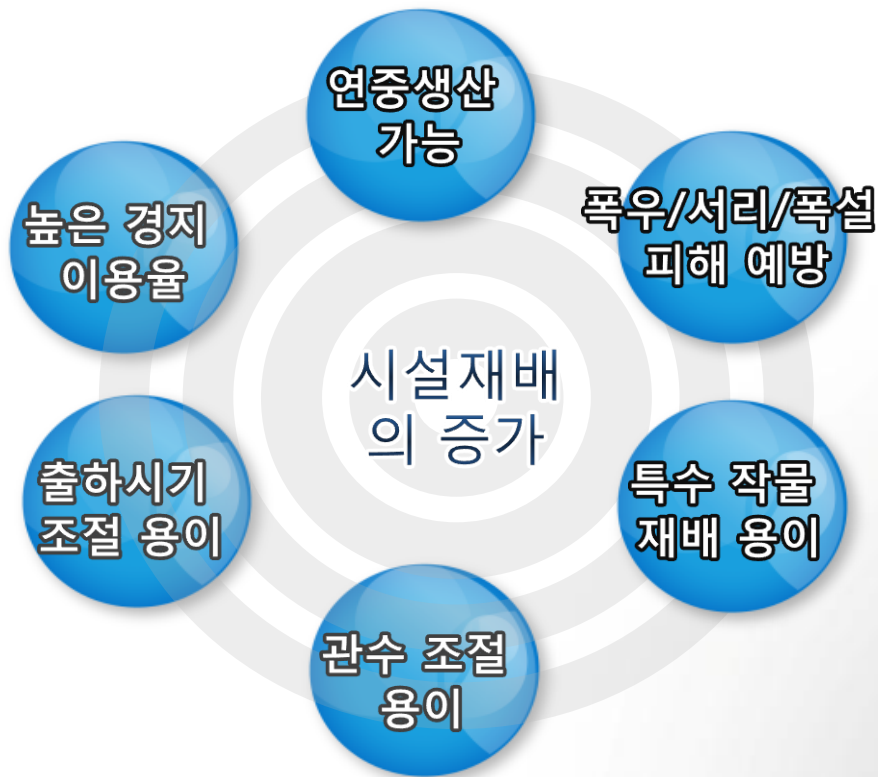 연중생산
가능
폭우/서리/폭설
피해 예방
높은 경지
이용율
시설재배
의 증가
출하시기
조절 용이
특수 작물
재배 용이
관수 조절
용이